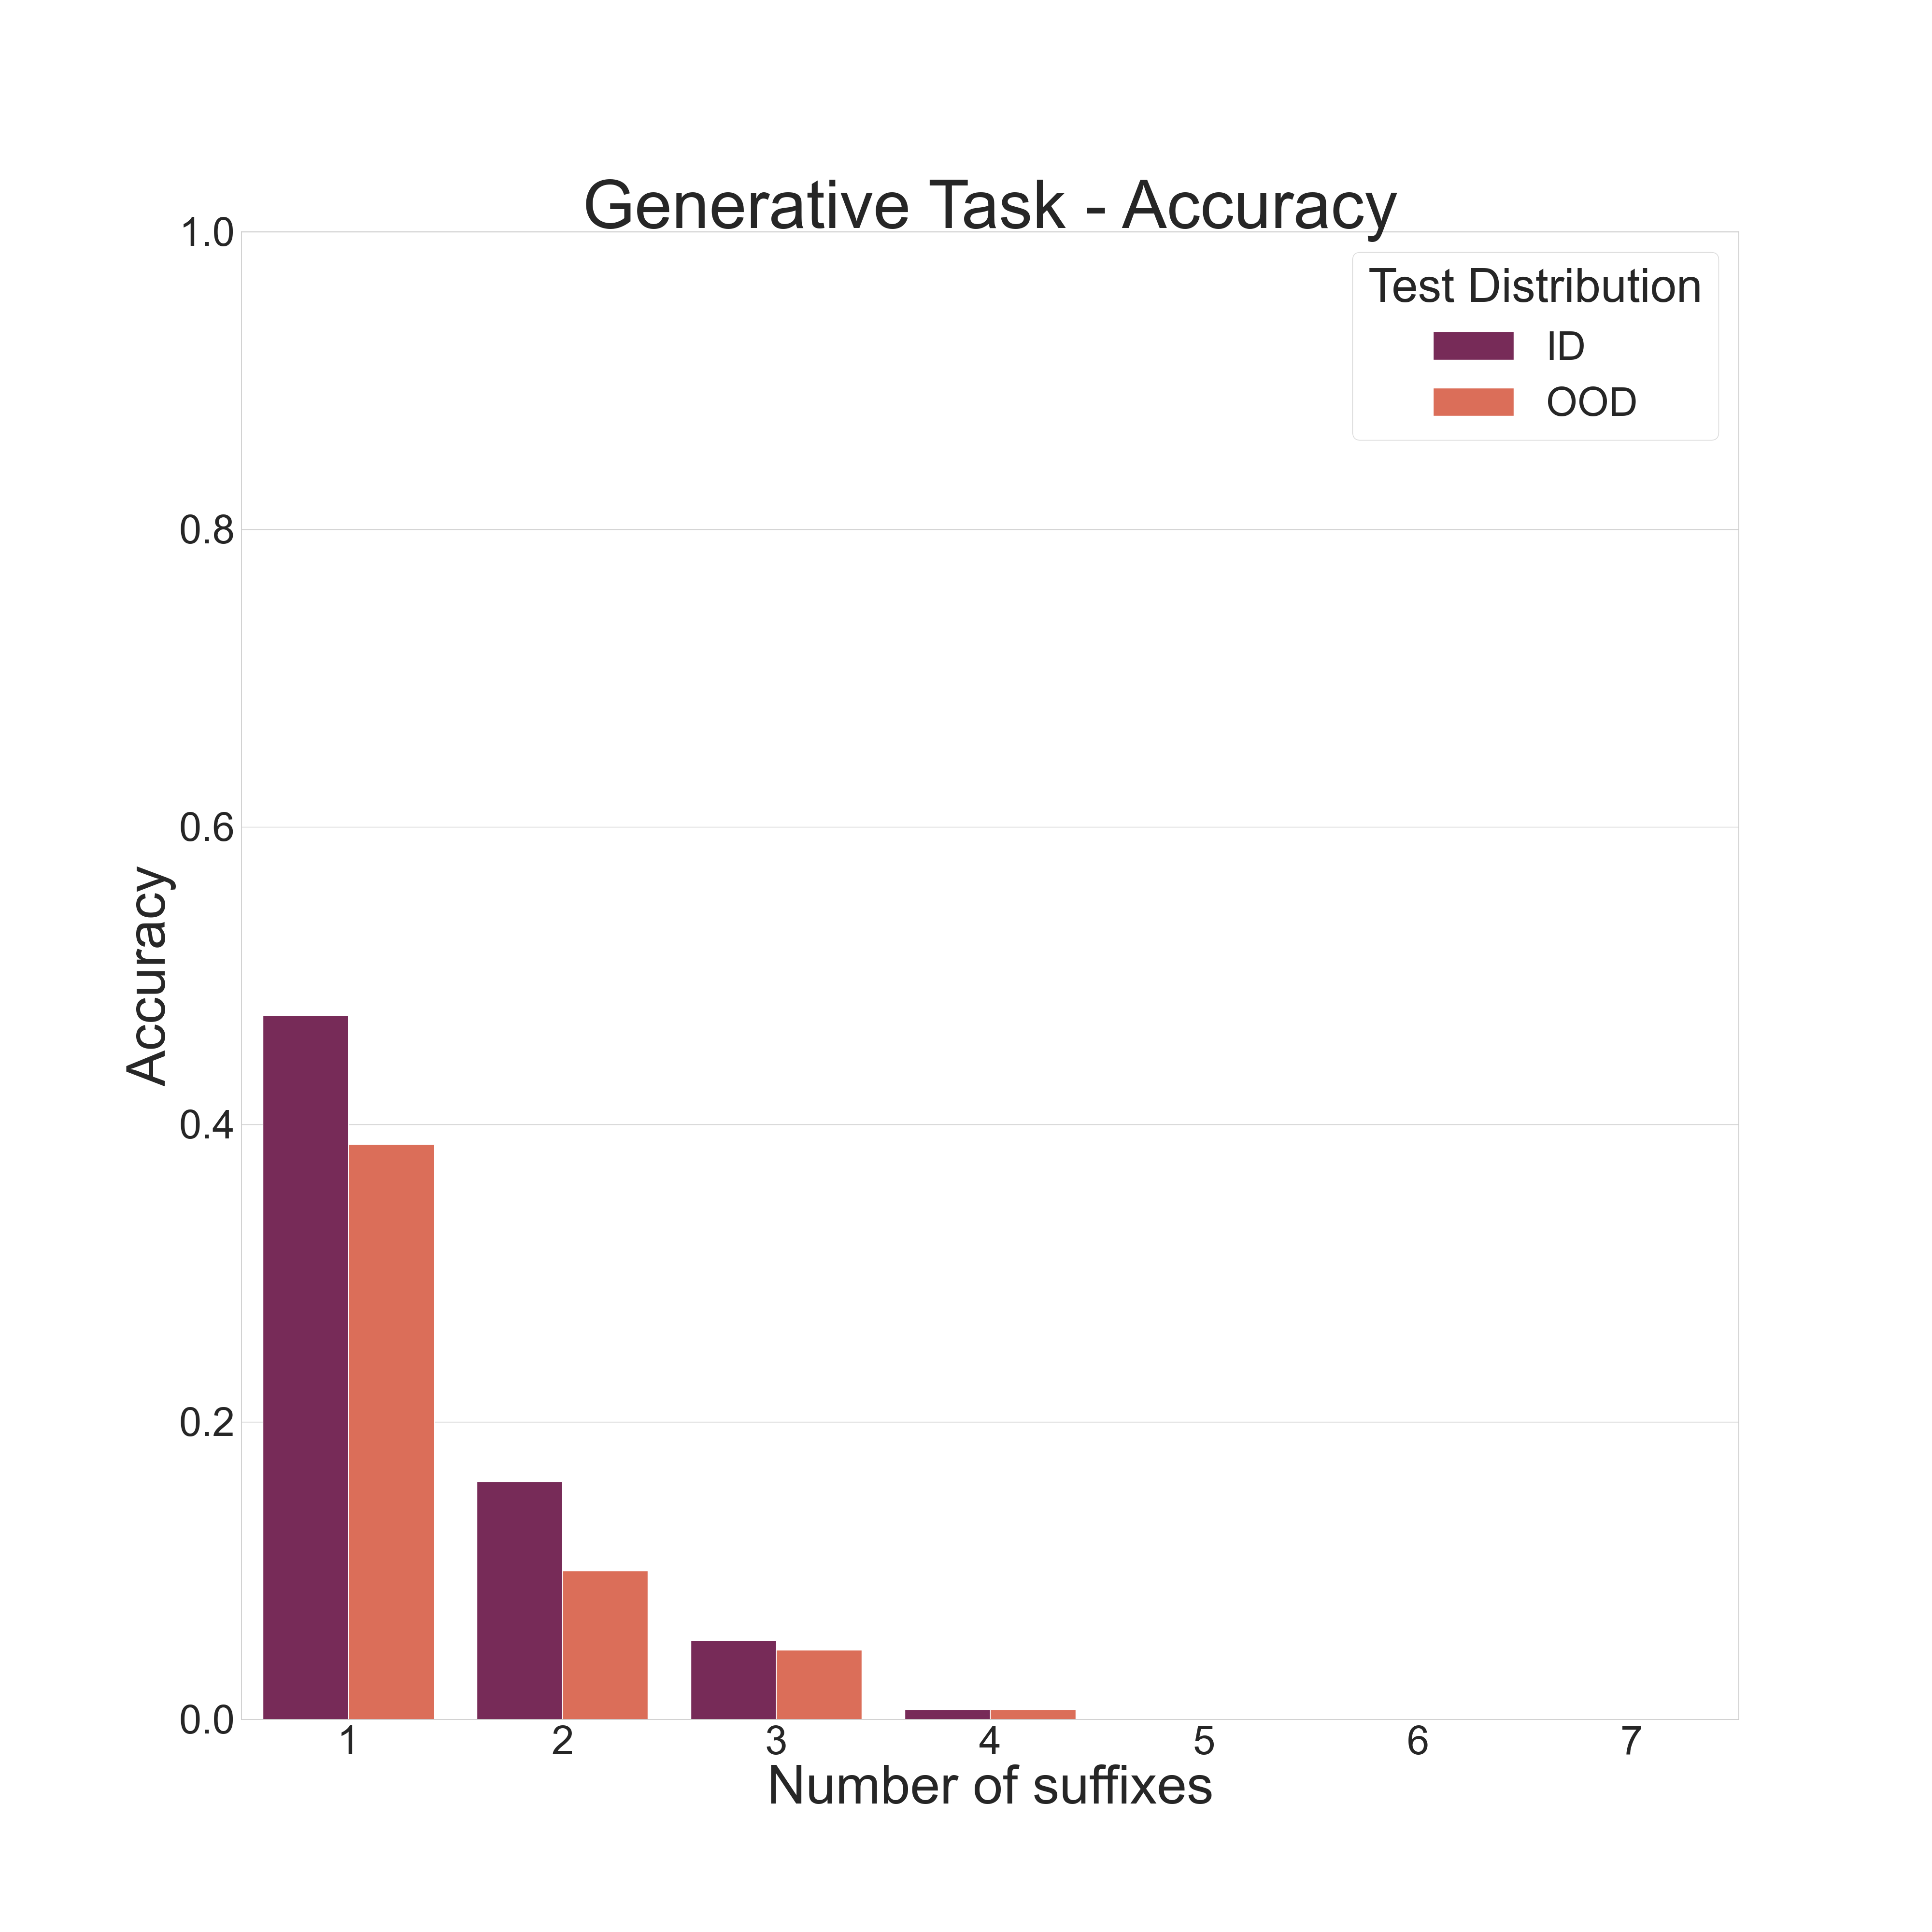 Generative Task - Accuracy
Test Distribution
ID
OOD
Accuracy
1.0
0.8
0.6
0.4
0.2
0.0
1 2 3 4 5 6 7
Number of suffixes